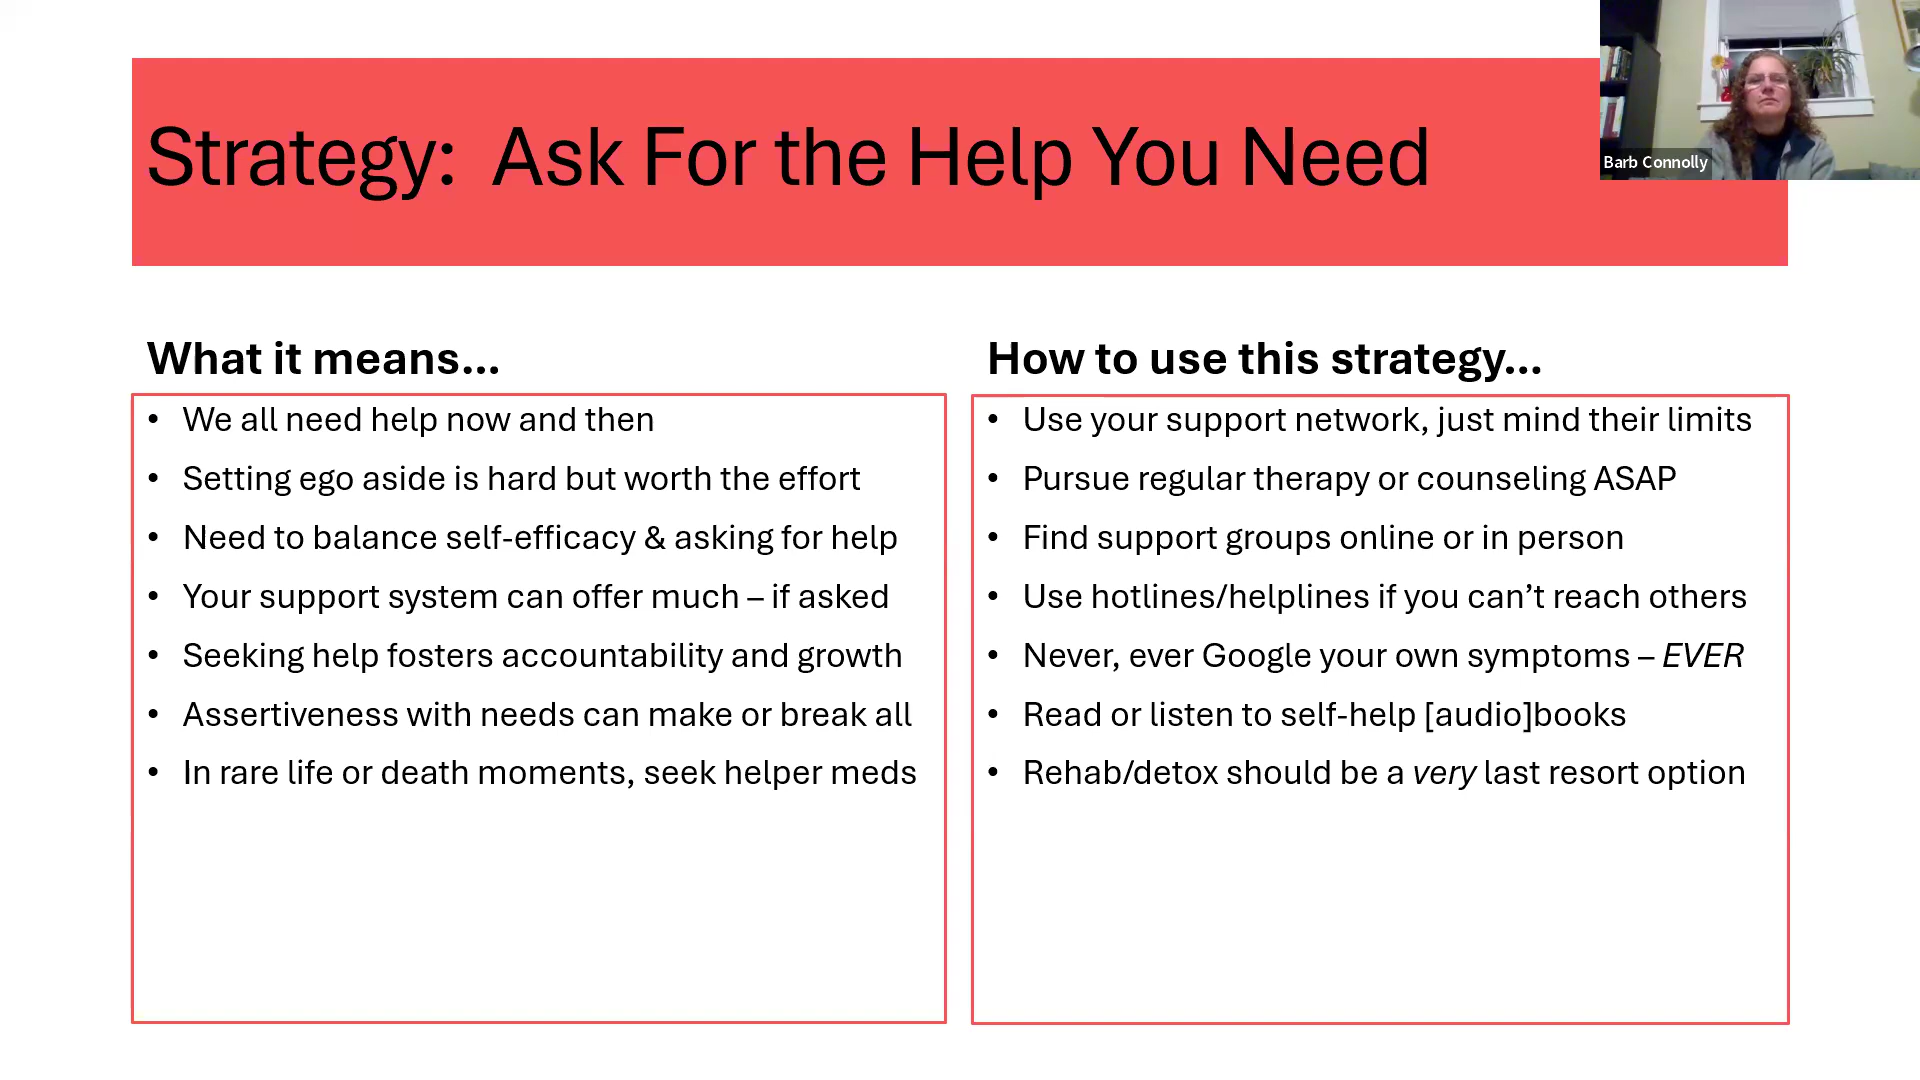 Strategy:  Ask For the Help You Need
Barb Connolly
What it means...
• We all need help now and then
• Setting ego aside is hard but worth the effort
• Need to balance self-efficacy & asking for help
• Your support system can offer much – if asked
• Seeking help fosters accountability and growth
• Assertiveness with needs can make or break all
• In rare life or death moments, seek helper meds
How to use this strategy...
• Use your support network, just mind their limits
• Pursue regular therapy or counseling ASAP
• Find support groups online or in person
• Use hotlines/helplines if you can’t reach others
• Never, ever Google your own symptoms – EVER
• Read or listen to self-help [audio]books
• Rehab/detox should be a very last resort option